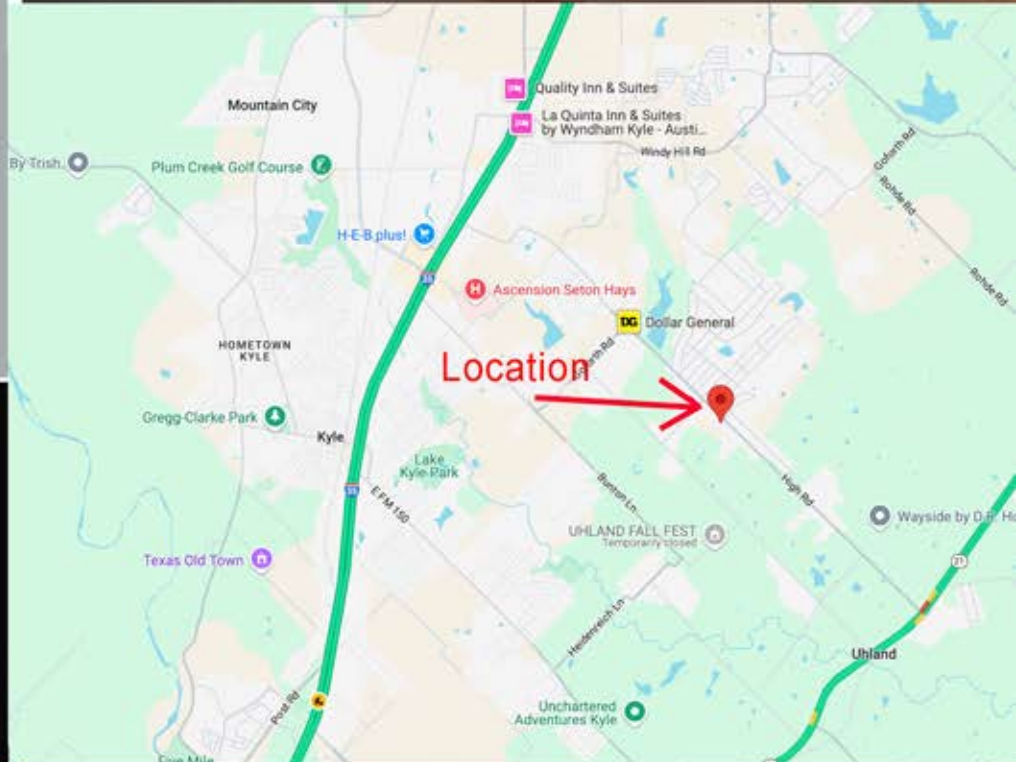 Quality Inn & Suites
Mountain City
La Quinta Inn & Suites
by Wyndham Kyle - Austi...
Windy Hill Rd
Goforth Rd
By Trish
Plum Creek Golf Course
Rohde Rd
H-E-B plus!
35
Rohde Rd
Ascension Seton Hays
H
DG
Dollar General
HOMETOWN
KYLE
Location
Gregg-Clarke Park
Kyle
Lake
Kyle Park
35
E FM 150
Bunton Ln
High Rd
Wayside by D.R. Ho
UHLAND FALL FEST
Temporarily closed
Texas Old Town
21
Heidenreich Ln
Uhland
Post Rd
Unchartered
Adventures Kyle
Five Mile